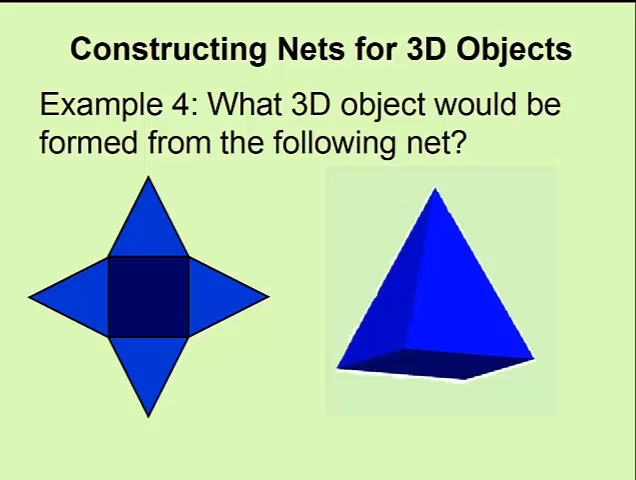 Constructing Nets for 3D Objects
Example 4: What 3D object would be
formed from the following net?